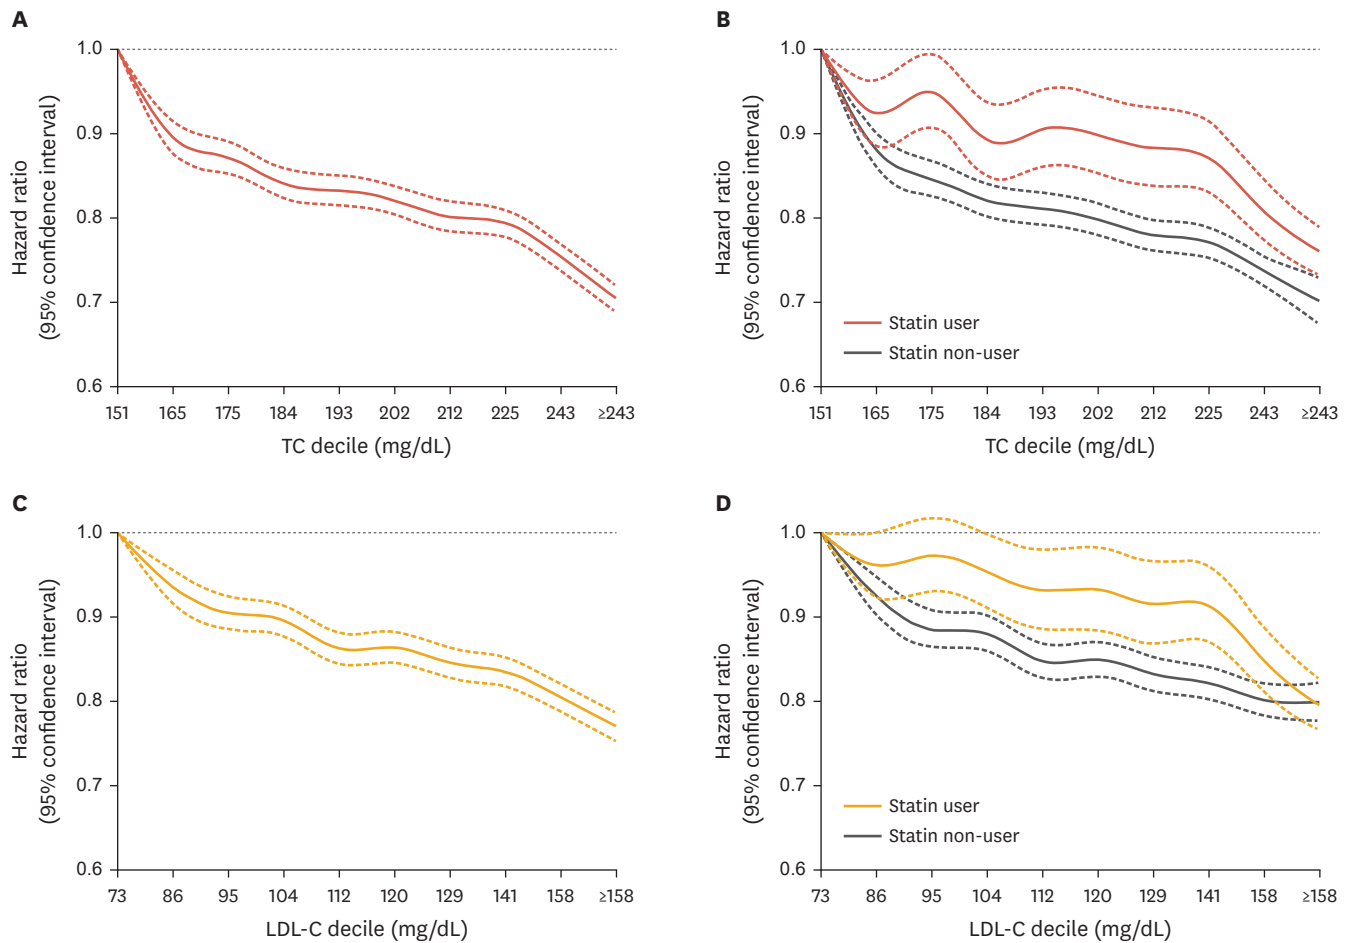 A
1.0
0.9
0.8
0.7
0.6
Hazard ratio
(95% confidence interval)
151 165 175 184 193 202 212 225 243 ≥243
TC decile (mg/dL)
B
1.0
0.9
0.8
0.7
0.6
Hazard ratio
(95% confidence interval)
Statin user
Statin non-user
151 165 175 184 193 202 212 225 243 ≥243
TC decile (mg/dL)
C
1.0
0.9
0.8
0.7
0.6
Hazard ratio
(95% confidence interval)
73 86 95 104 112 120 129 141 158 ≥158
LDL-C decile (mg/dL)
D
1.0
0.9
0.8
0.7
0.6
Hazard ratio
(95% confidence interval)
Statin user
Statin non-user
73 86 95 104 112 120 129 141 158 ≥158
LDL-C decile (mg/dL)